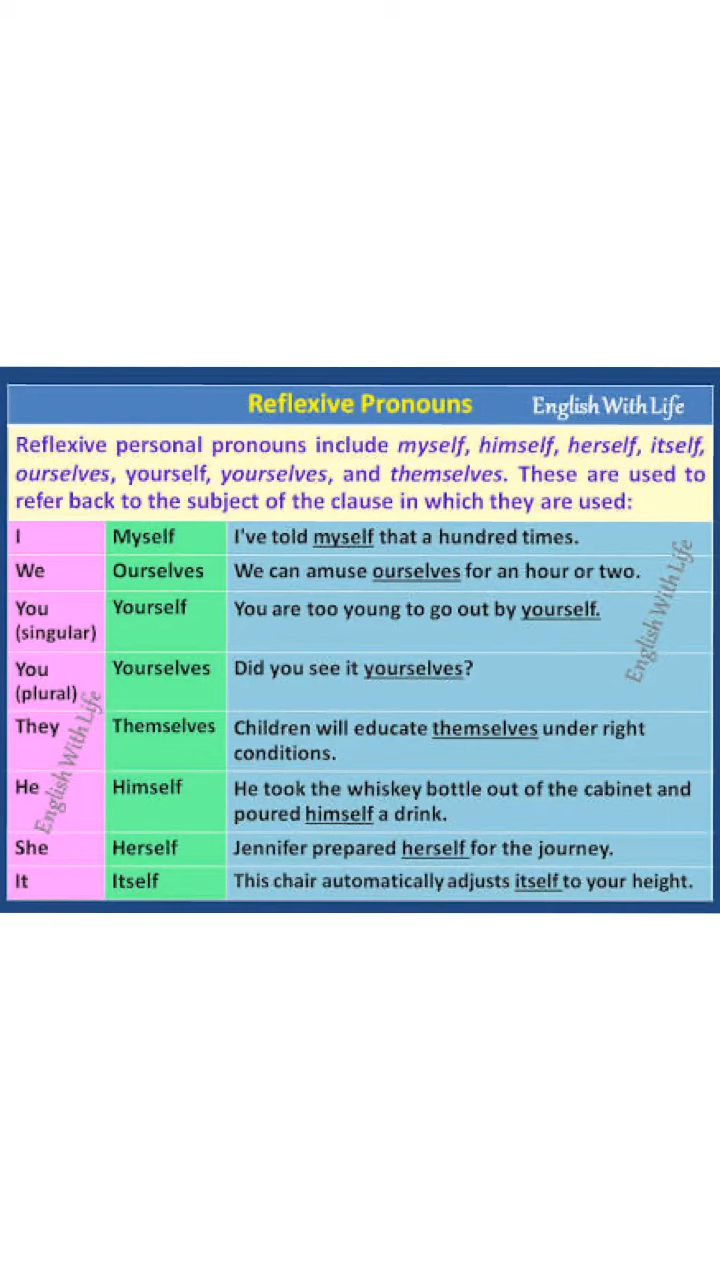 Reflexive Pronouns English With Life
Reflexive personal pronouns include myself, himself, herself, itself,
ourselves, yourself, yourselves, and themselves. These are used to
refer back to the subject of the clause in which they are used:
I Myself I've told myself that a hundred times.
We Ourselves We can amuse ourselves for an hour or two.
You Yourself You are too young to go out by yourself.
(singular)
You Yourselves Did you see it yourselves?
(plural)
They Themselves Children will educate themselves under right
conditions.
He Himself He took the whiskey bottle out of the cabinet and
poured himself a drink.
She Herself Jennifer prepared herself for the journey.
It Itself This chair automatically adjusts itself to your height.
English With Life
English With Life